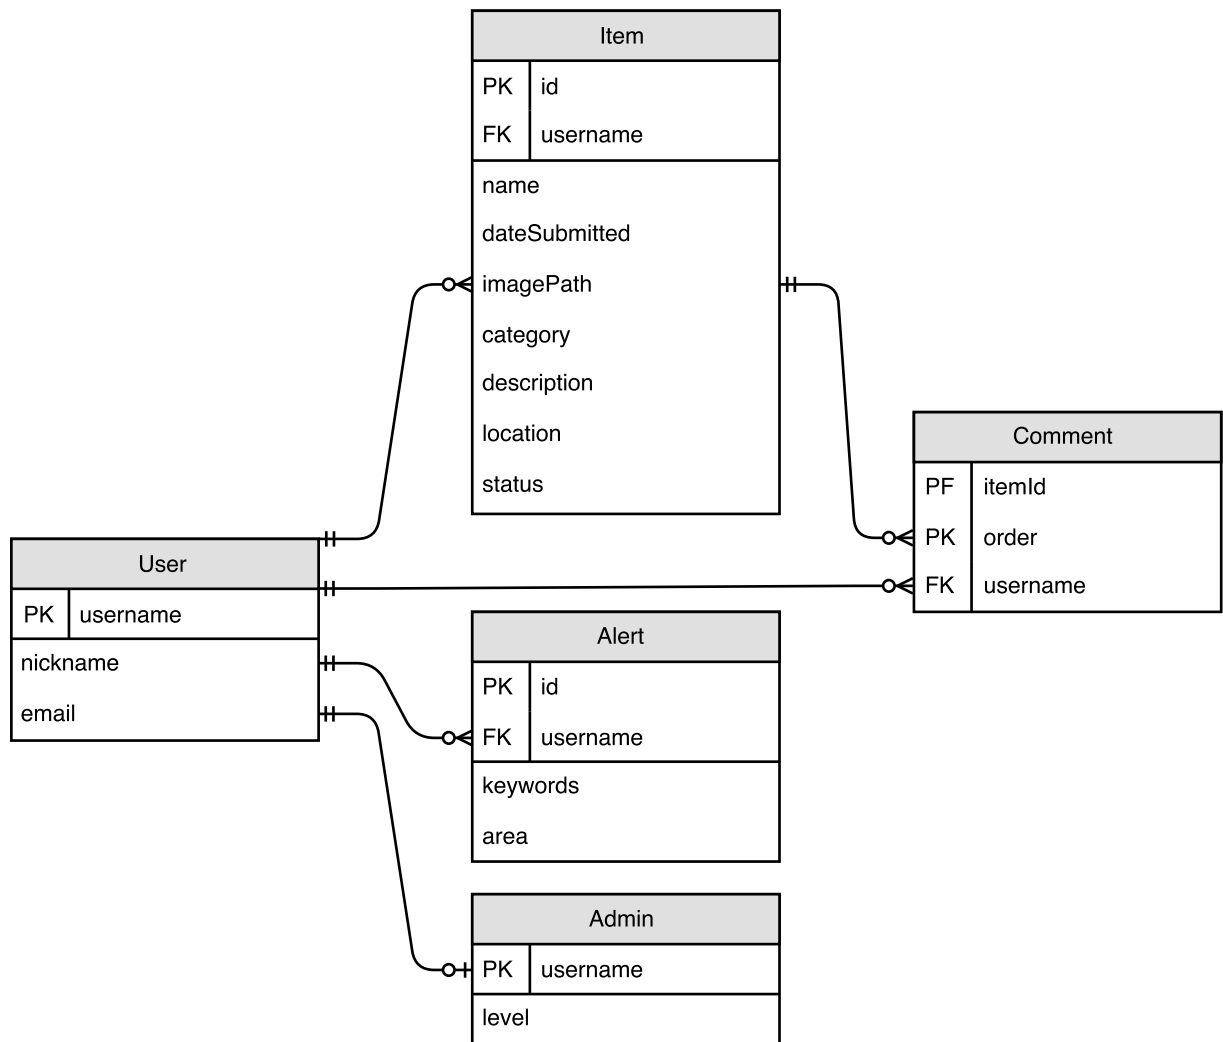 Item
PK id
FK username
name
dateSubmitted
imagePath
category
description
location
status
Comment
PF itemId
PK order
FK username
User
PK username
nickname
email
Alert
PK id
FK username
keywords
area
Admin
PK username
level